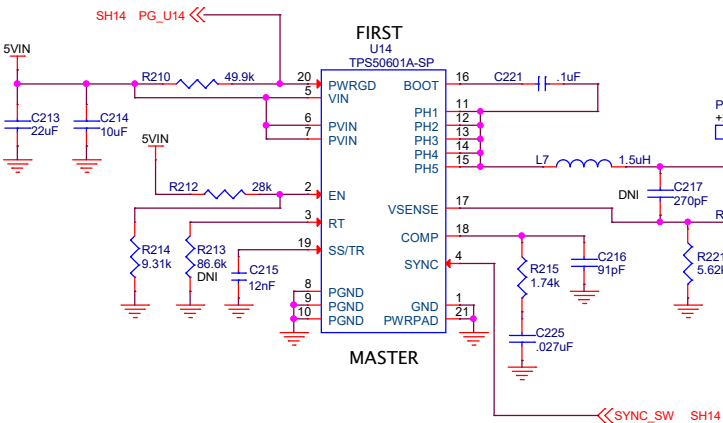 SH14 PG_U14
FIRST
U14
TPS50601A-SP
5VIN
R210 49.9k
20 PWRGD
5 VIN
6 PVIN
7 PVIN
BOOT 16
C221 .1uF
PH1 11
PH2 12
PH3 13
PH4 14
PH5 15
L7 1.5uH
C213
22uF
C214
10uF
5VIN
R212 28k
2 EN
3 RT
19 SS/TR
VSENSE 17
COMP 18
SYNC 4
DNI
C217
270pF
R214
9.31k
R213
86.6k
DNI
C215
12nF
R215
1.74k
C216
91pF
R221
5.62k
8 PGND
9 PGND
10 PGND
GND 1
PWRPAD 21
C225
.027uF
MASTER
SYNC_SW SH14
P
+
R